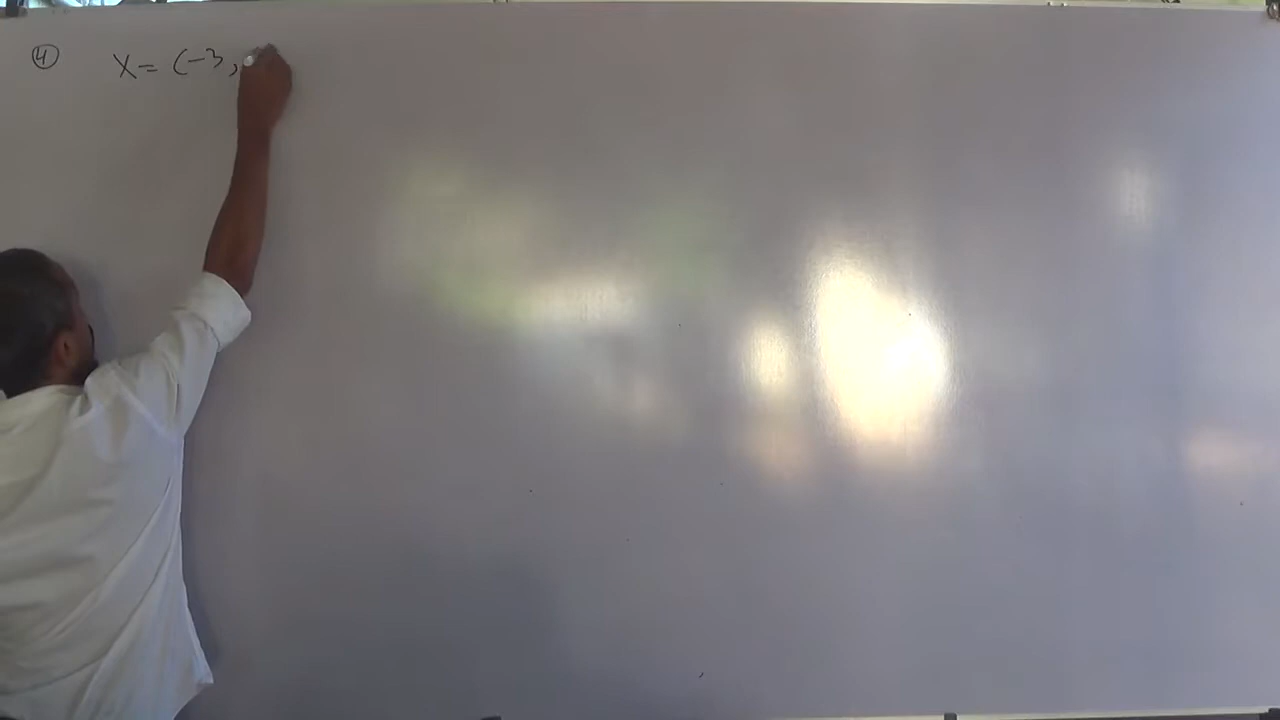 ④ X = (-3,